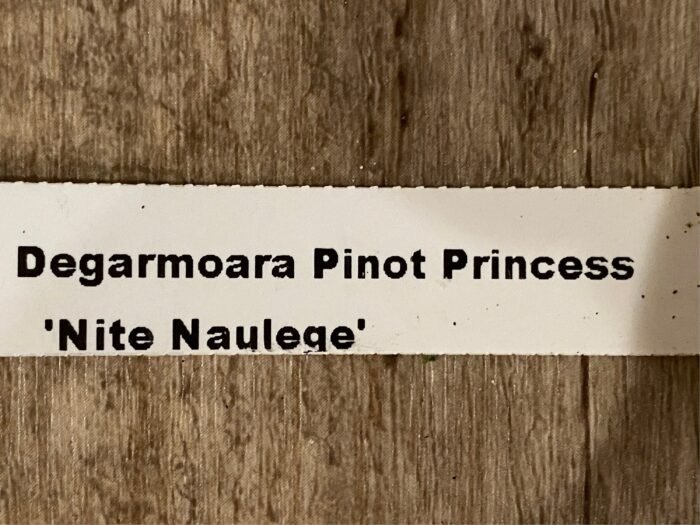 Degarmoara Pinot Princess
'Nite Naulege'